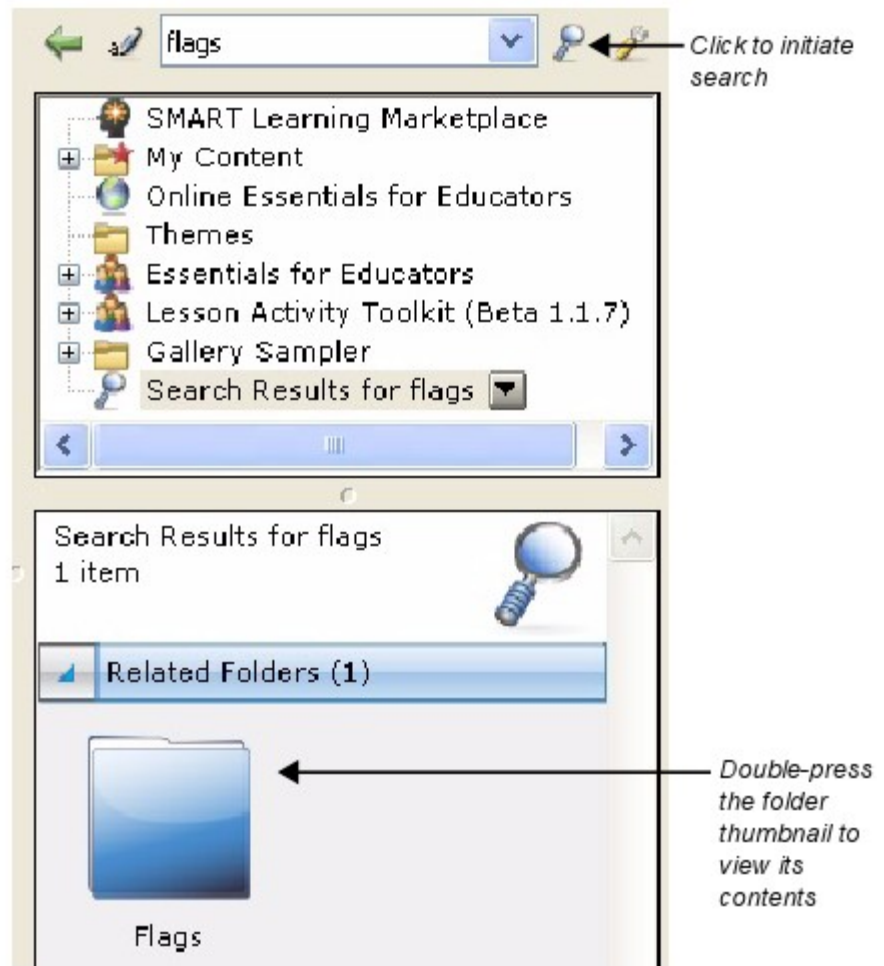 flags
Click to initiate
search
SMART Learning Marketplace
My Content
Online Essentials for Educators
Themes
Essentials for Educators
Lesson Activity Toolkit (Beta 1.1.7)
Gallery Sampler
Search Results for flags
Search Results for flags
1 item
Related Folders (1)
Double-press
the folder
thumbnail to
view its
contents
Flags